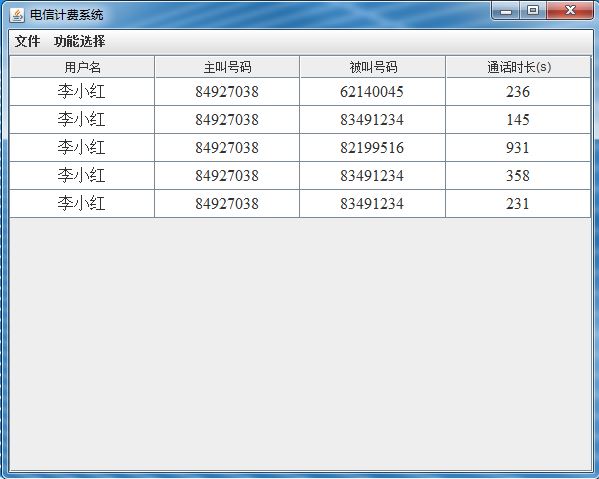 电信计费系统
文件 功能选择
用户名 主叫号码 被叫号码 通话时长(s)
李小红 84927038 62140045 236
李小红 84927038 83491234 145
李小红 84927038 82199516 931
李小红 84927038 83491234 358
李小红 84927038 83491234 231